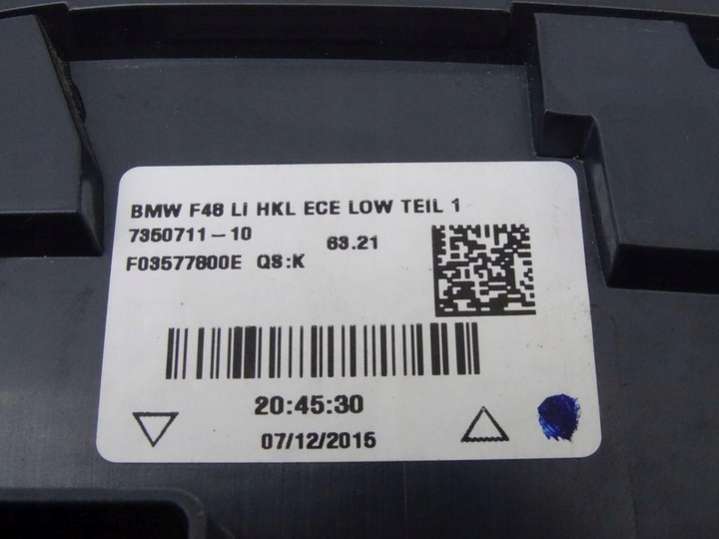 BMW F48 LI HKL ECE LOW TEIL 1
7350711-10 63.21
F03577800E QS:K
20:45:30
07/12/2015